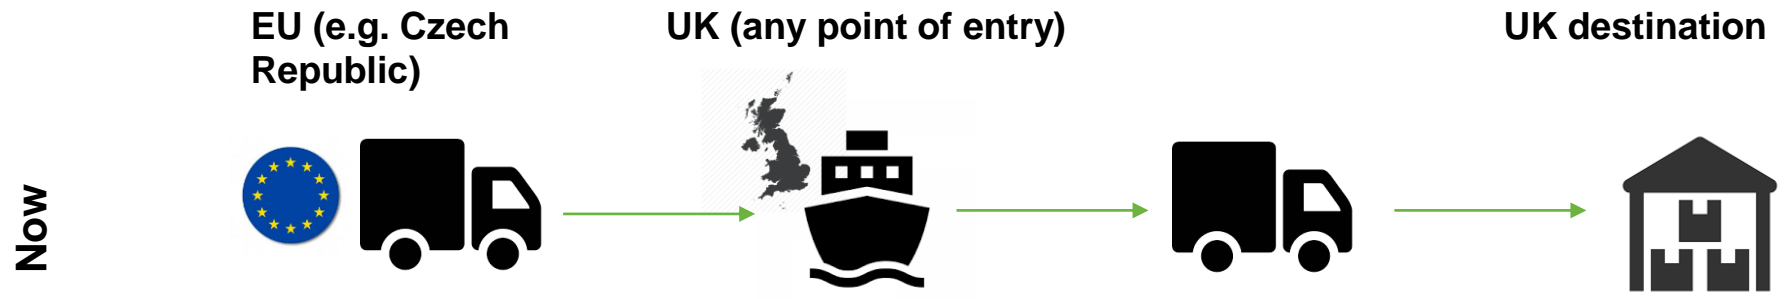 EU (e.g. Czech
Republic)
UK (any point of entry)
UK destination
Now